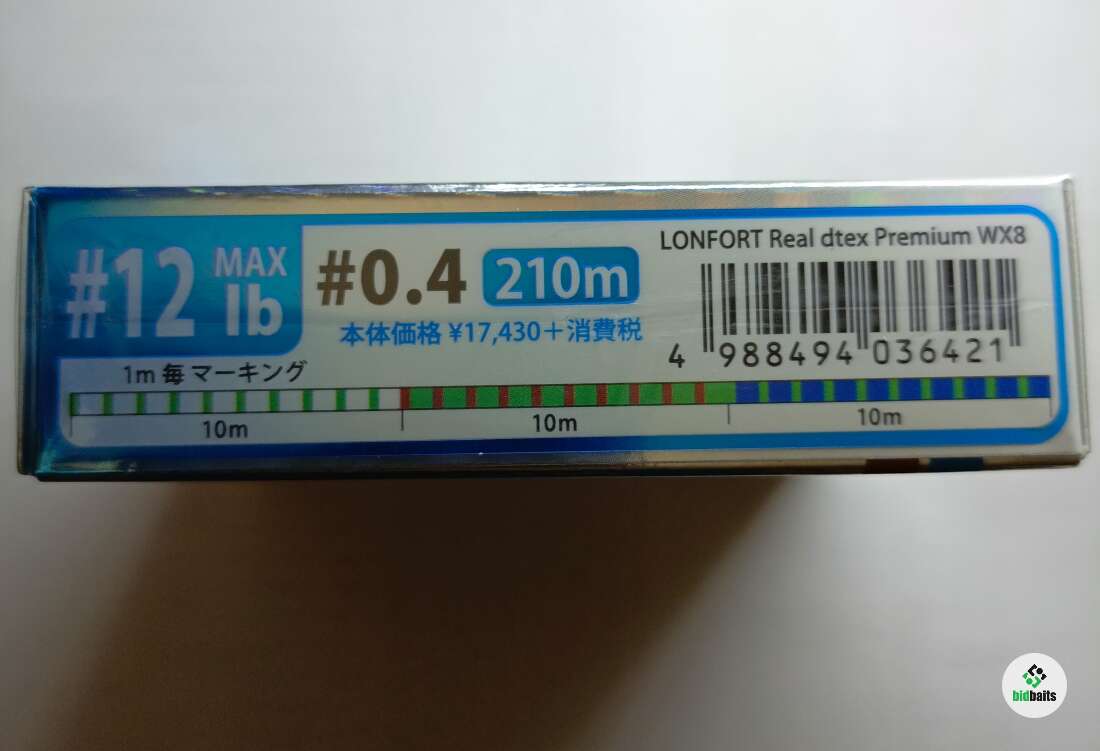 LONFORT Real dtex Premium WX8
#12 MAX lb
#0.4 210m
本体価格 ¥17,430+消費税
4 988494 036421
1m 毎 マーキング
10m 10m 10m
bidbaits